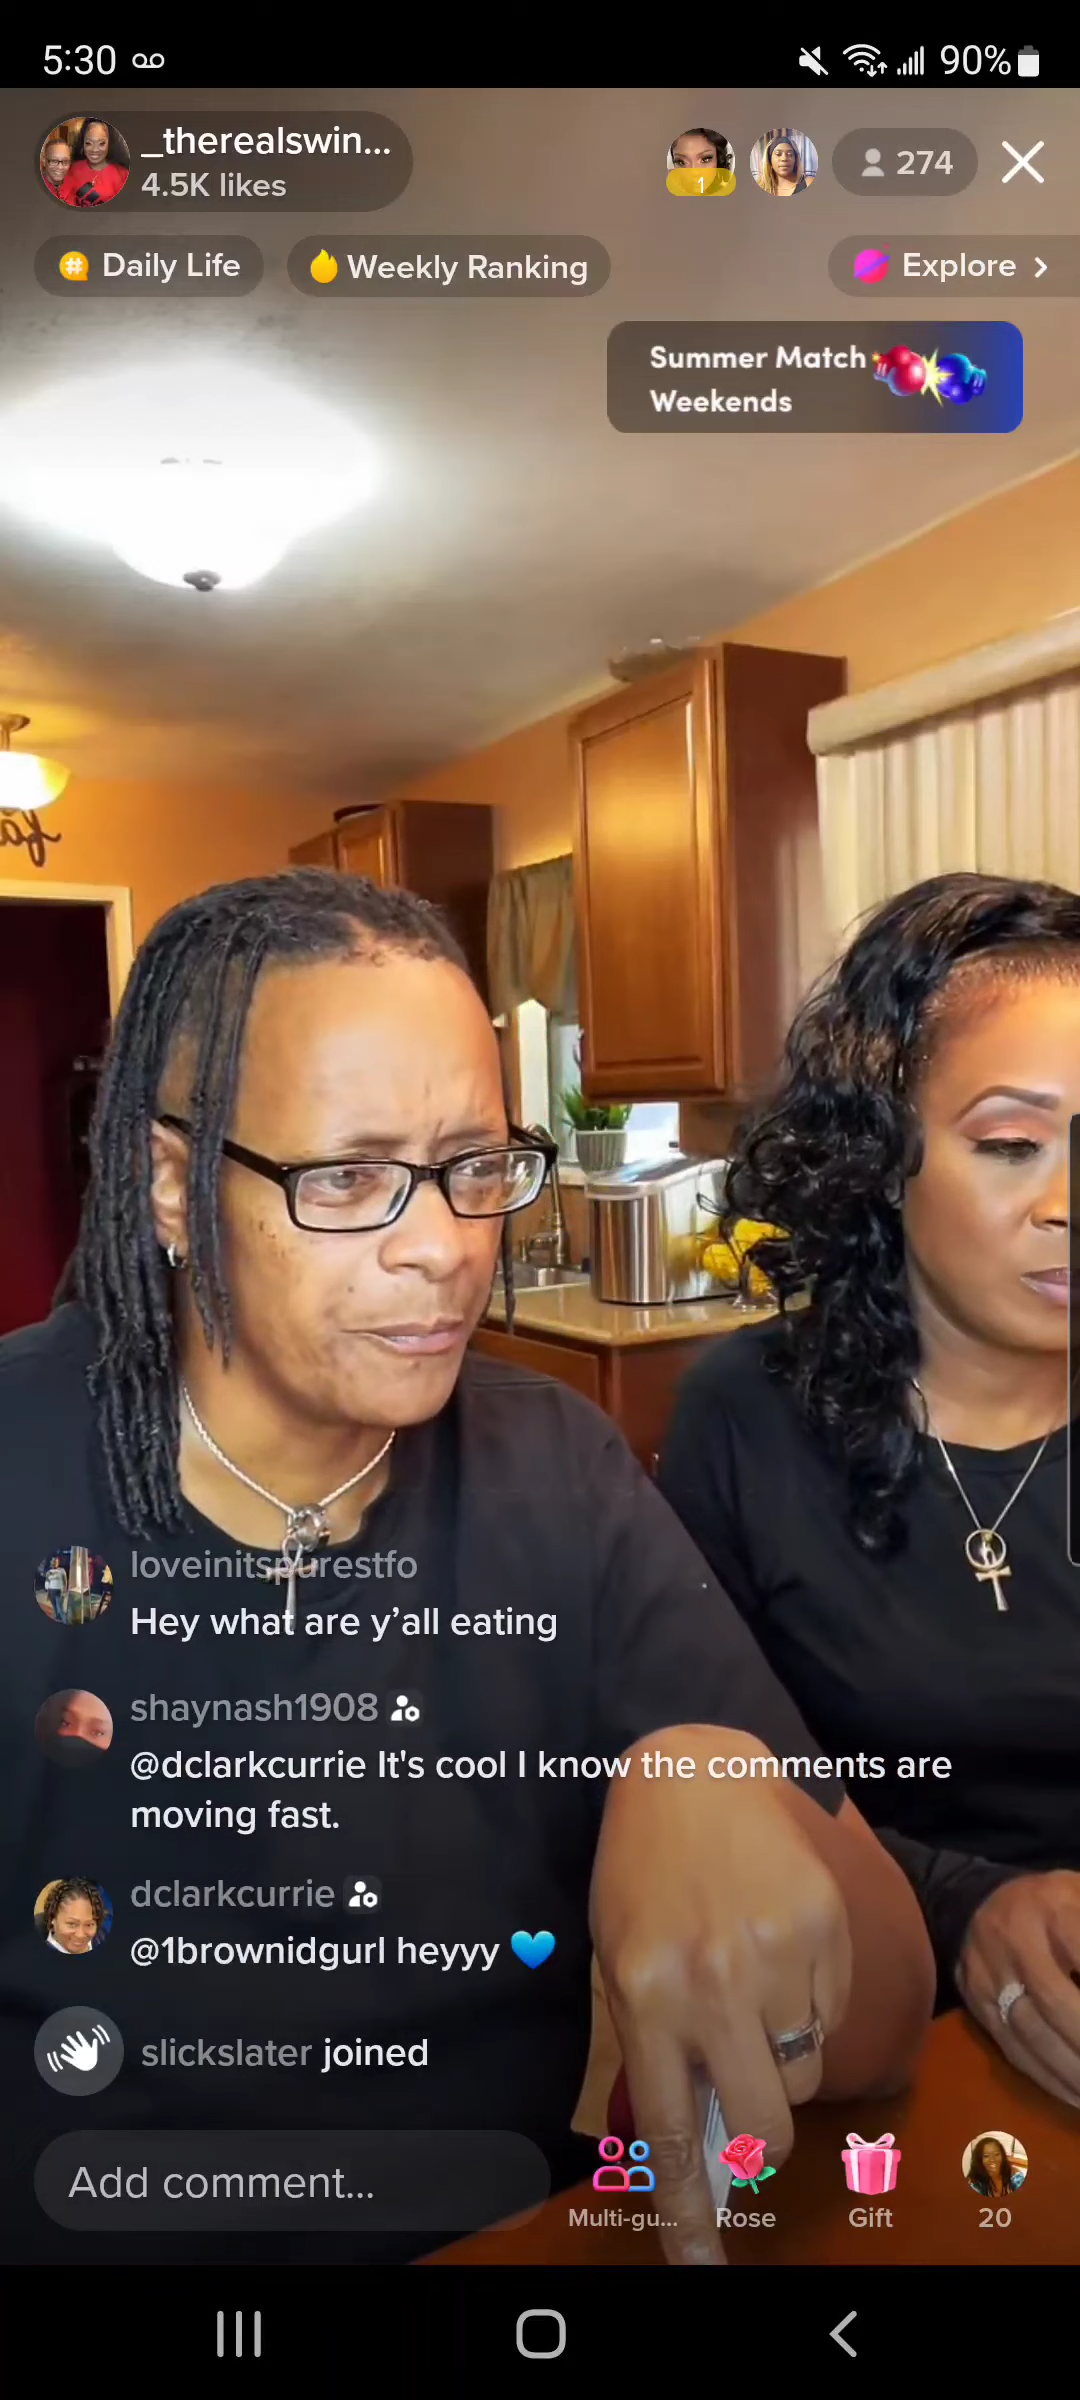 5:30
90%
_therealswin...
4.5K likes
1
274
Daily Life
Weekly Ranking
Explore >
Summer Match
Weekends
loveinitspurestfo
Hey what are y’all eating
shaynash1908
@dclarkcurrie It's cool I know the comments are
moving fast.
dclarkcurrie
@1brownidgurl heyyy 💙
slickslater joined
Add comment...
Multi-gu...
Rose
Gift
20